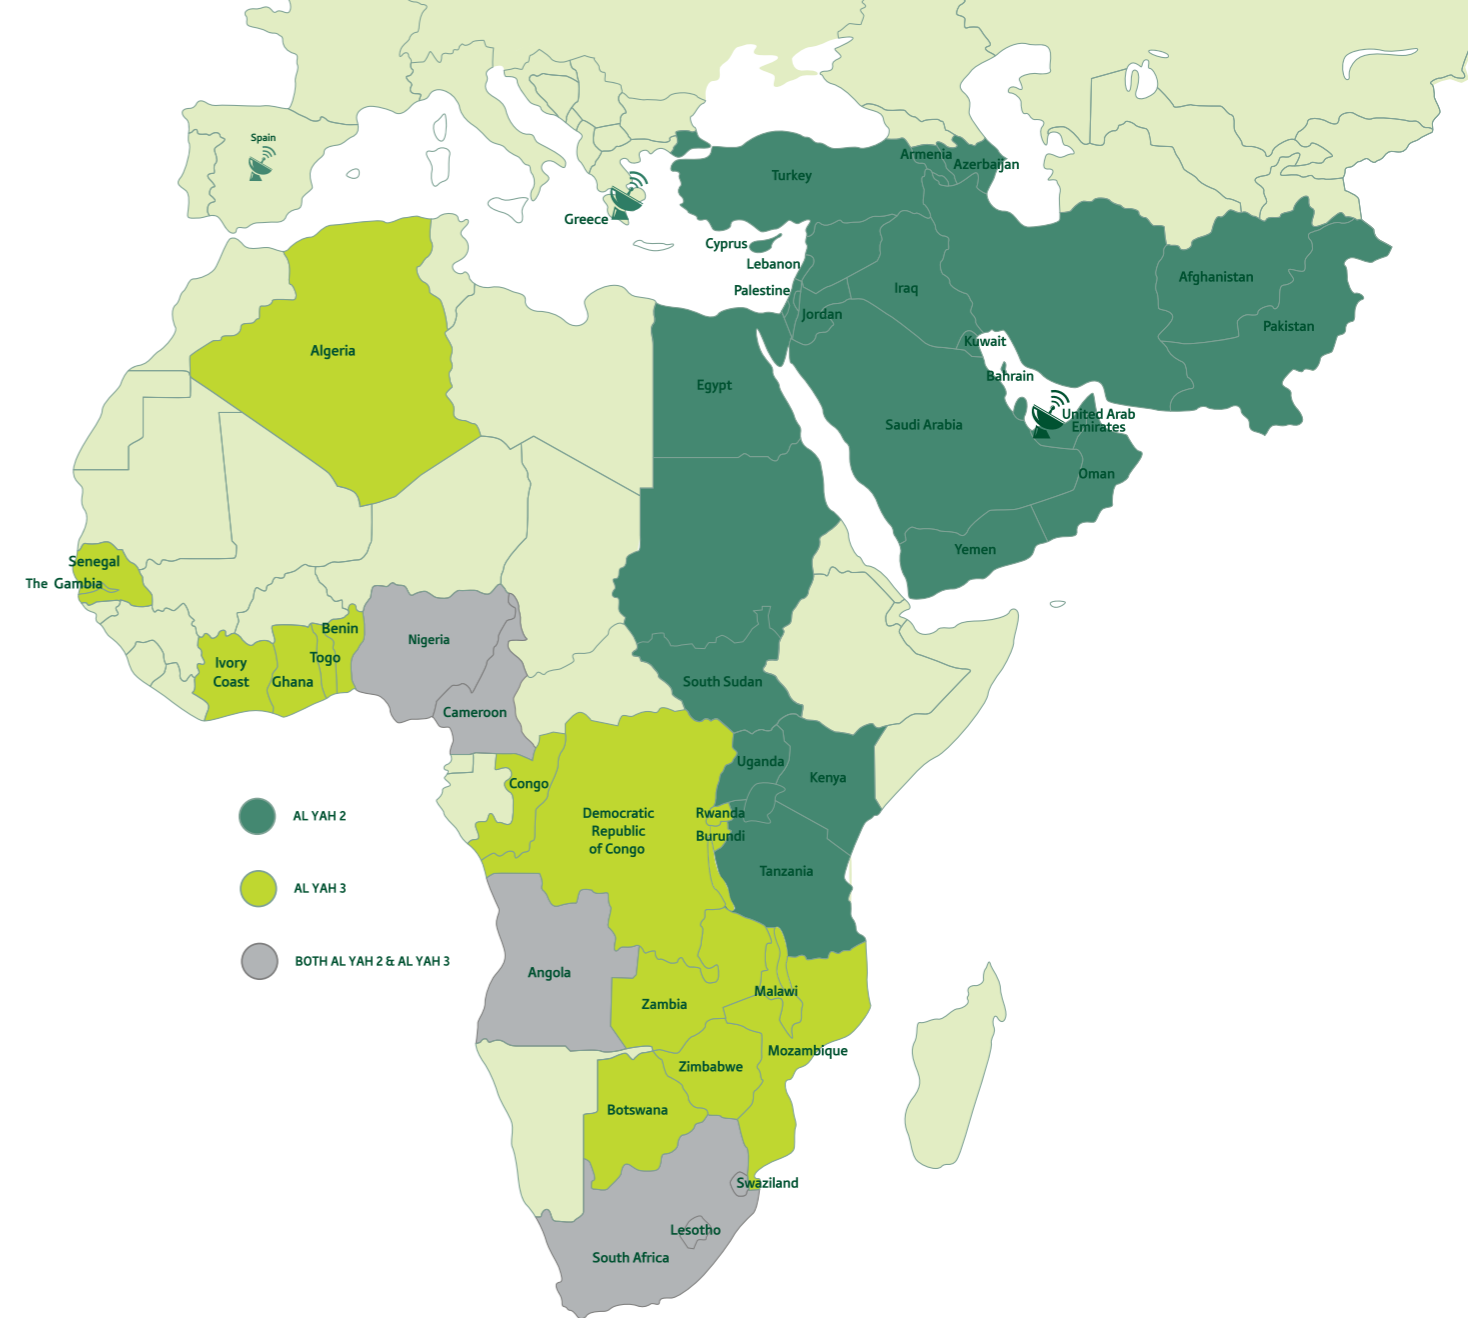 Spain
Greece
Armenia
Azerbaijan
Turkey
Cyprus
Lebanon
Palestine
Jordan
Iraq
Afghanistan
Pakistan
Kuwait
Bahrain
United Arab
Emirates
Egypt
Saudi Arabia
Oman
Yemen
Algeria
Senegal
The Gambia
Benin
Togo
Ivory
Coast
Ghana
Nigeria
Cameroon
South Sudan
Uganda
Kenya
Congo
Democratic
Republic
of Congo
Rwanda
Burundi
Tanzania
AL YAH 2
AL YAH 3
BOTH AL YAH 2 & AL YAH 3
Angola
Zambia
Malawi
Mozambique
Zimbabwe
Botswana
Swaziland
Lesotho
South Africa